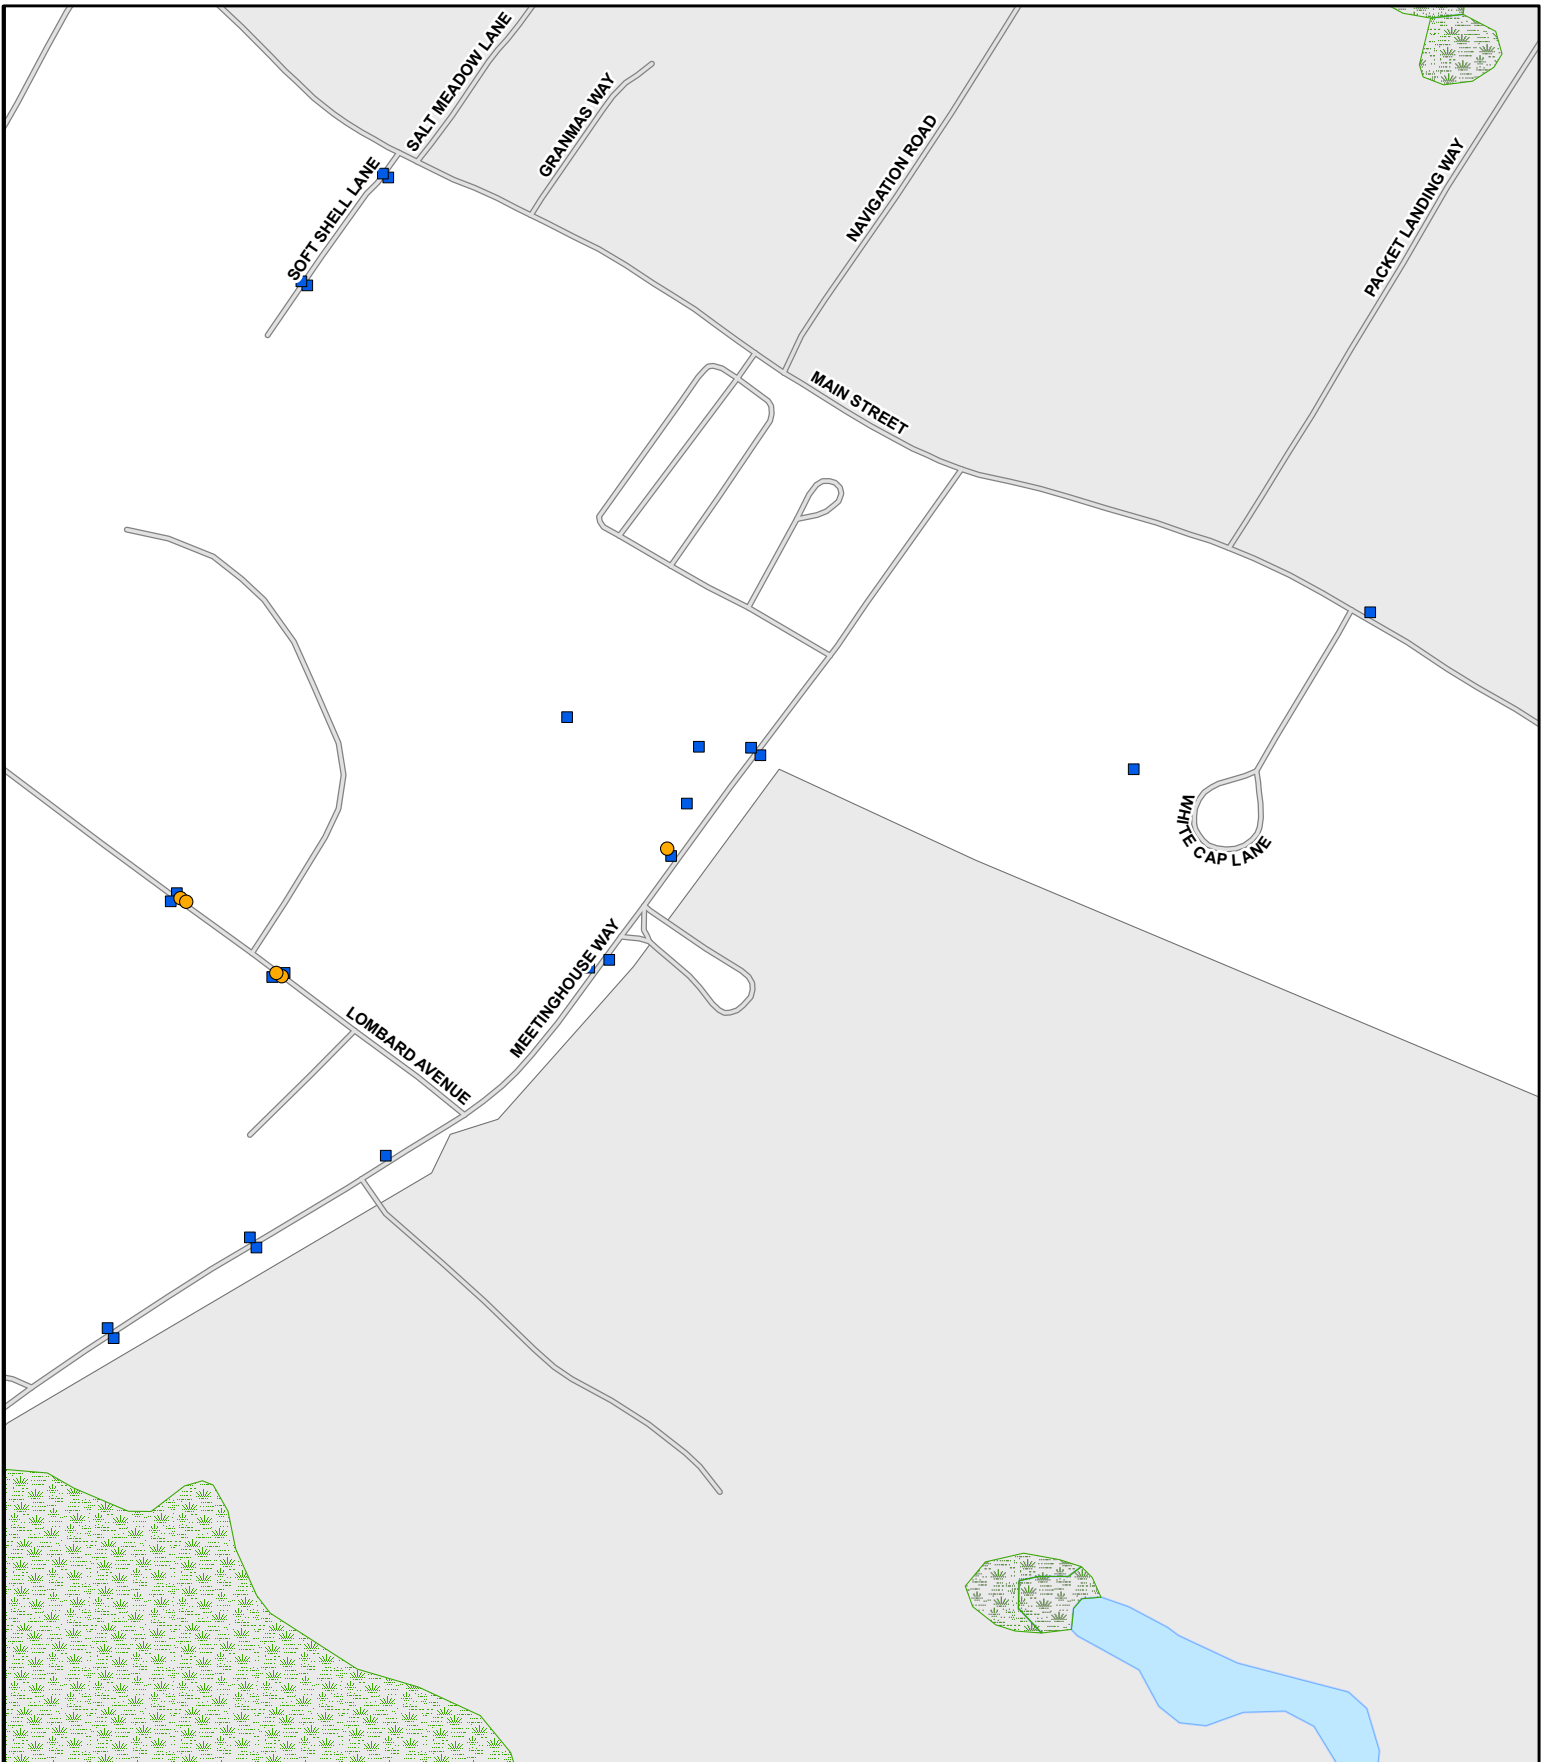 SALT MEADOW LANE
GRANMAS WAY
NAVIGATION ROAD
PACKET LANDING WAY
SOFT SHELL LANE
MAIN STREET
WHITE CAP LANE
MEETINGHOUSE WAY
LOMBARD AVENUE